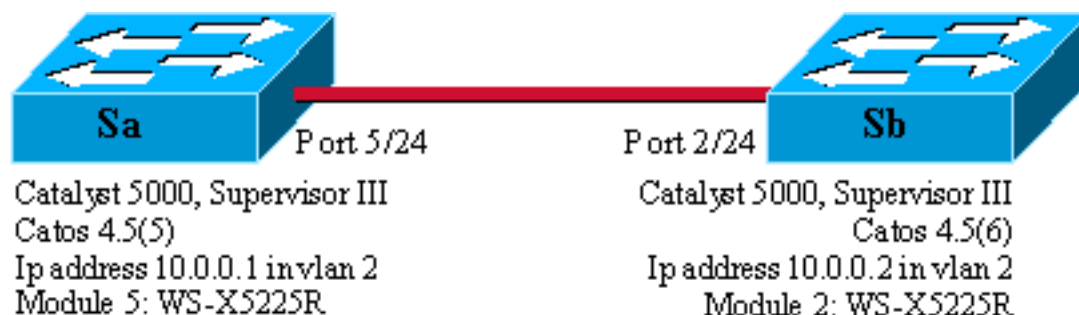 Sa
Sb
Port 5/24
Port 2/24
Catalyst 5000, Supervisor III
Catos 4.5(5)
Ip address 10.0.0.1 in vlan 2
Module 5: WS-X5225R
Catalyst 5000, Supervisor III
Catos 4.5(6)
Ip address 10.0.0.2 in vlan 2
Module 2: WS-X5225R